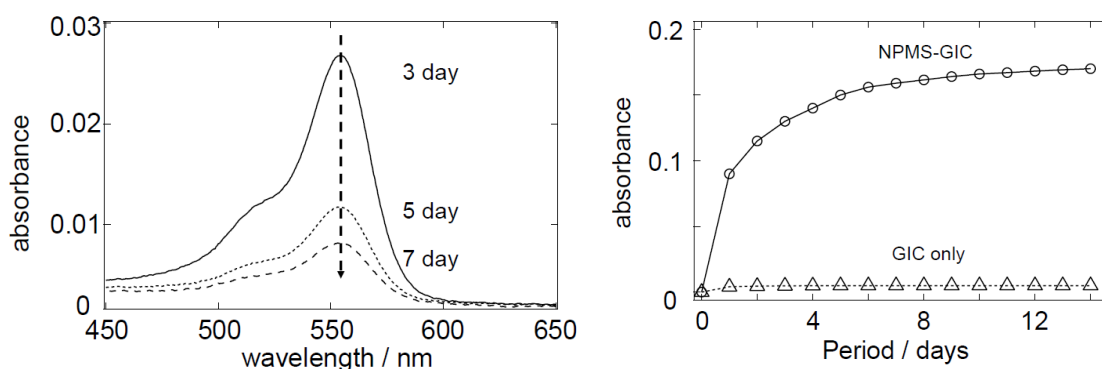 0.03
0.02
0.01
0
450
500
550
600
650
absorbance
wavelength / nm
3 day
5 day
7 day
0.2
0.1
0
0
4
8
12
absorbance
Period / days
NPMS-GIC
GIC only